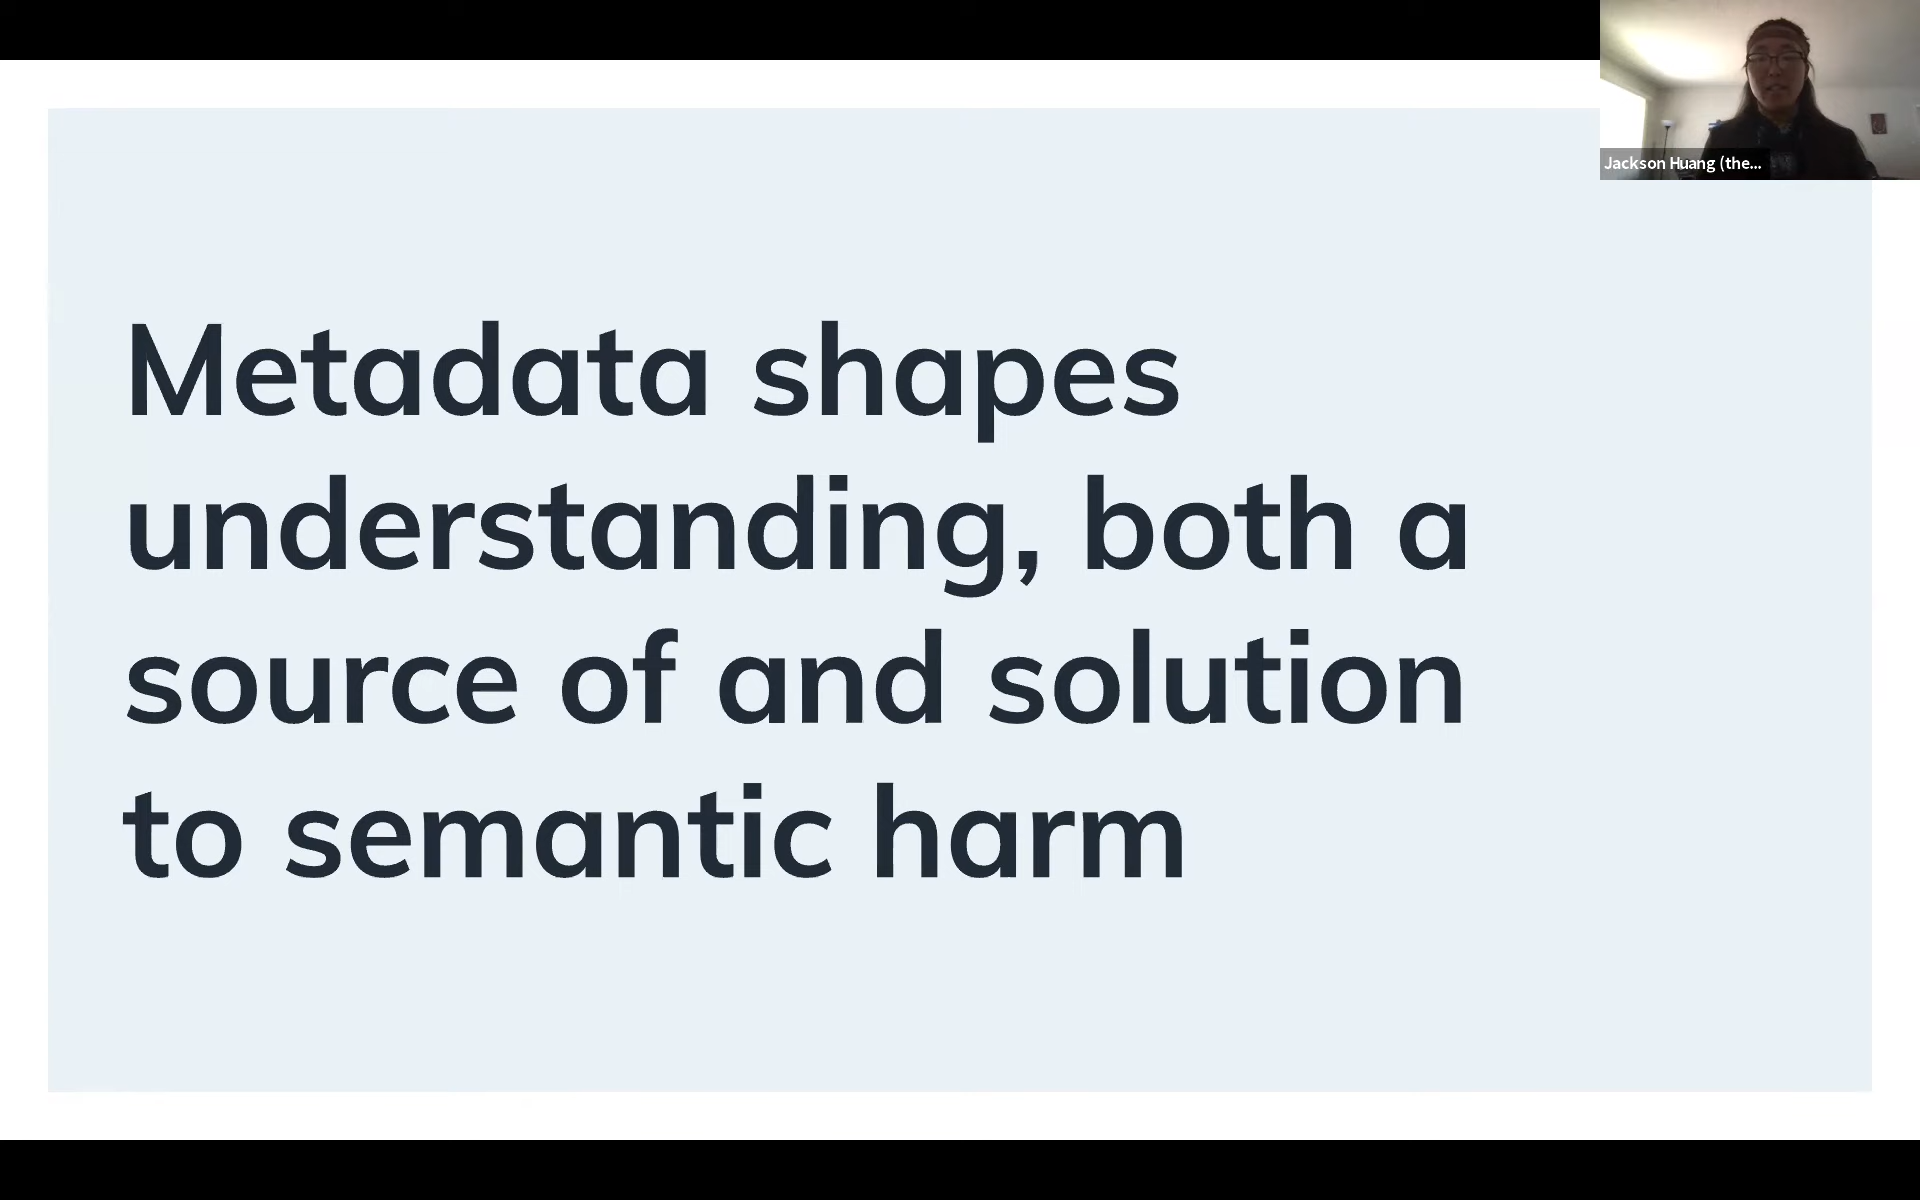 Jackson Huang (the...
Metadata shapes
understanding, both a
source of and solution
to semantic harm